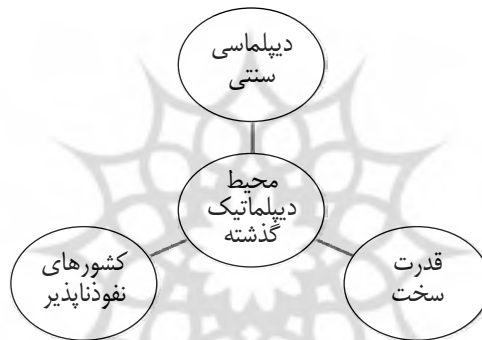 دیپلماسی
سنتی
محیط
دیپلماتیک
گذشته
قدرت
سخت
کشورهای
نفوذناپذیر